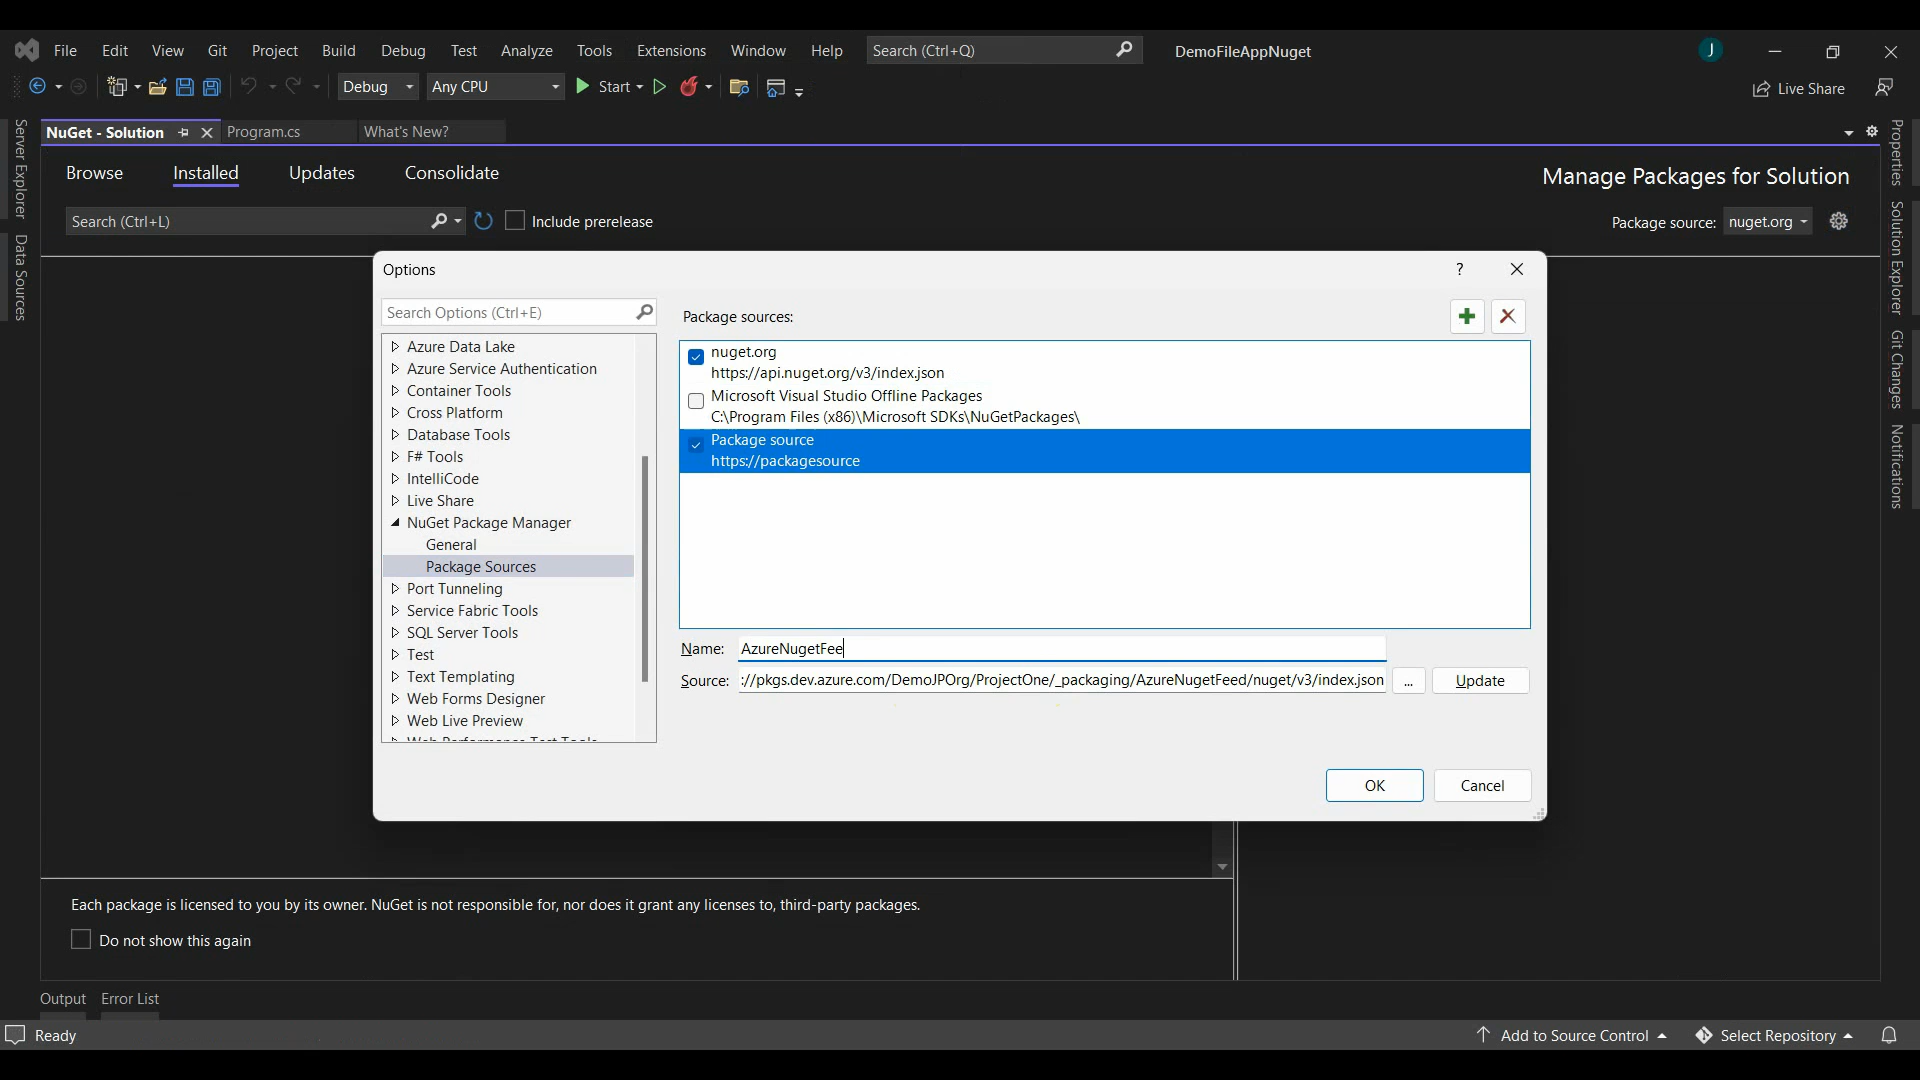 File Edit View Git Project Build Debug Test Analyze Tools Extensions Window Help Search (Ctrl+Q) DemoFileAppNuget J
Debug Any CPU Start Live Share
NuGet - Solution Program.cs What's New?
Server Explorer
Data Sources
Browse Installed Updates Consolidate Manage Packages for Solution
Search (Ctrl+L) Include prerelease Package source: nuget.org
Properties
Solution Explorer
Git Changes
Notifications
Options ?
Search Options (Ctrl+E)
Azure Data Lake
Azure Service Authentication
Container Tools
Cross Platform
Database Tools
F# Tools
IntelliCode
Live Share
NuGet Package Manager
General
Package Sources
Port Tunneling
Service Fabric Tools
SQL Server Tools
Test
Text Templating
Web Forms Designer
Web Live Preview
Web Performance Test Tools
Package sources:
nuget.org
https://api.nuget.org/v3/index.json
Microsoft Visual Studio Offline Packages
C:\Program Files (x86)\Microsoft SDKs\NuGetPackages\
Package source
https://packagesource
Name: AzureNugetFee
Source: ://pkgs.dev.azure.com/DemoJPOrg/ProjectOne/_packaging/AzureNugetFeed/nuget/v3/index.json ... Update
OK Cancel
Each package is licensed to you by its owner. NuGet is not responsible for, nor does it grant any licenses to, third-party packages.
Do not show this again
Output Error List
Ready Add to Source Control Select Repository